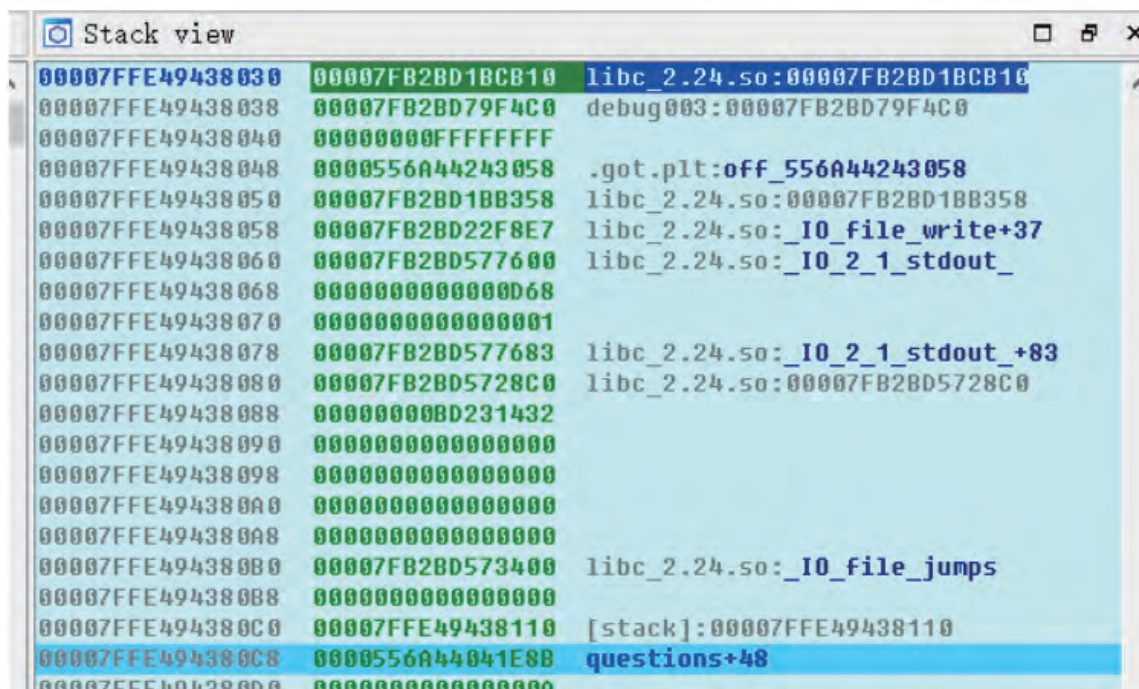 Stack view
00007FFE49438030 00007FB2BD1BCB10 libc_2.24.so:00007FB2BD1BCB10
00007FFE49438038 00007FB2BD79F4C0 debug003:00007FB2BD79F4C0
00007FFE49438040 00000000FFFFFFFF
00007FFE49438048 0000556A44243058 .got.plt:off_556A44243058
00007FFE49438050 00007FB2BD1BB358 libc_2.24.so:00007FB2BD1BB358
00007FFE49438058 00007FB2BD22F8E7 libc_2.24.so:_IO_file_write+37
00007FFE49438060 00007FB2BD577600 libc_2.24.so:_IO_2_1_stdout_
00007FFE49438068 0000000000000D68
00007FFE49438070 0000000000000001
00007FFE49438078 00007FB2BD577683 libc_2.24.so:_IO_2_1_stdout_+83
00007FFE49438080 00007FB2BD5728C0 libc_2.24.so:00007FB2BD5728C0
00007FFE49438088 00000000BD231432
00007FFE49438090 0000000000000000
00007FFE49438098 0000000000000000
00007FFE494380A0 0000000000000000
00007FFE494380A8 0000000000000000
00007FFE494380B0 00007FB2BD573400 libc_2.24.so:_IO_file_jumps
00007FFE494380B8 0000000000000000
00007FFE494380C0 00007FFE49438110 [stack]:00007FFE49438110
00007FFE494380C8 0000556A44041E8B questions+48